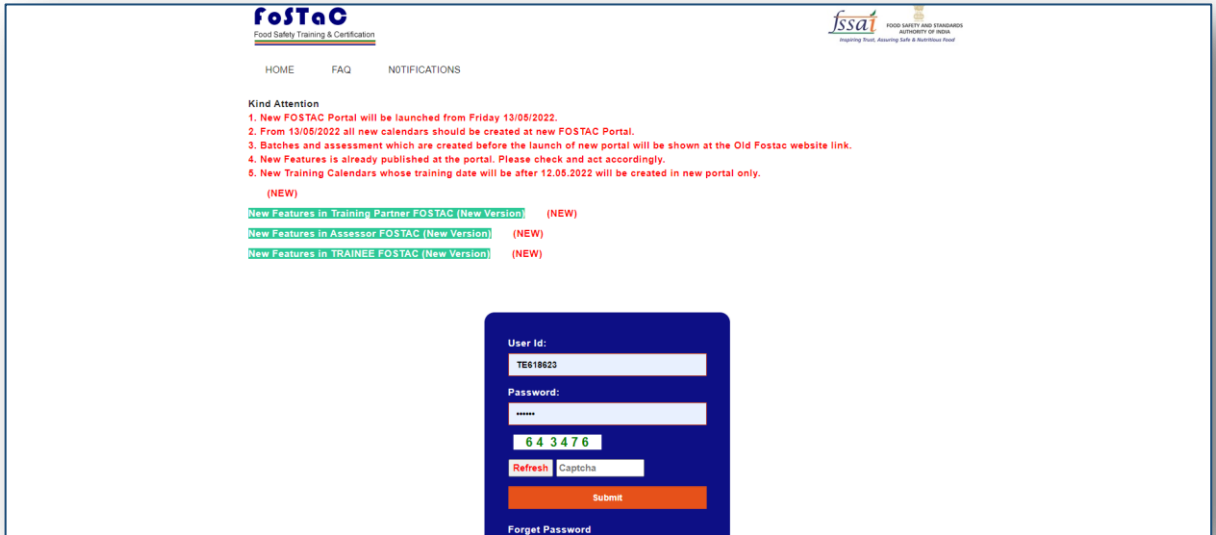 FoSTaC
Food Safety Training & Certification
fssai
FOOD SAFETY AND STANDARDS
AUTHORITY OF INDIA
Inspiring Trust, Assuring Safe & Nutritious Food
HOME FAQ N0TIFICATIONS
Kind Attention
1. New FOSTAC Portal will be launched from Friday 13/05/2022.
2. From 13/05/2022 all new calendars should be created at new FOSTAC Portal.
3. Batches and assessment which are created before the launch of new portal will be shown at the Old Fostac website link.
4. New Features is already published at the portal. Please check and act accordingly.
5. New Training Calendars whose training date will be after 12.05.2022 will be created in new portal only.
(NEW)
New Features in Training Partner FOSTAC (New Version) (NEW)
New Features in Assessor FOSTAC (New Version) (NEW)
New Features in TRAINEE FOSTAC (New Version) (NEW)
User Id:
TE618623
Password:
••••••
643476
Refresh Captcha
Submit
Forget Password